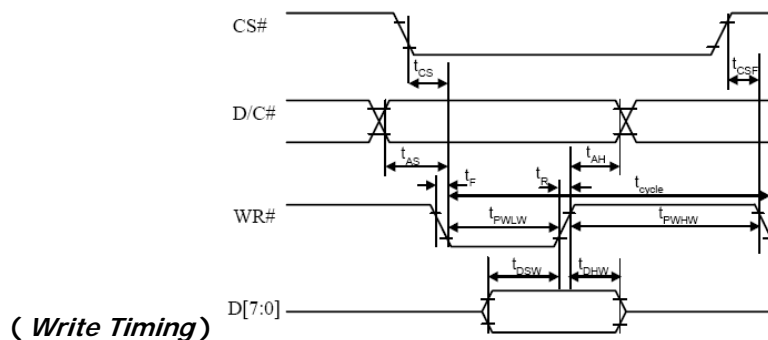 CS#
tCS
tCSF
D/C#
tAS
tAH
tF
tR
tcycle
WR#
tPWLW
tPWHW
tDSW
tDHW
( Write Timing ) D[7:0]